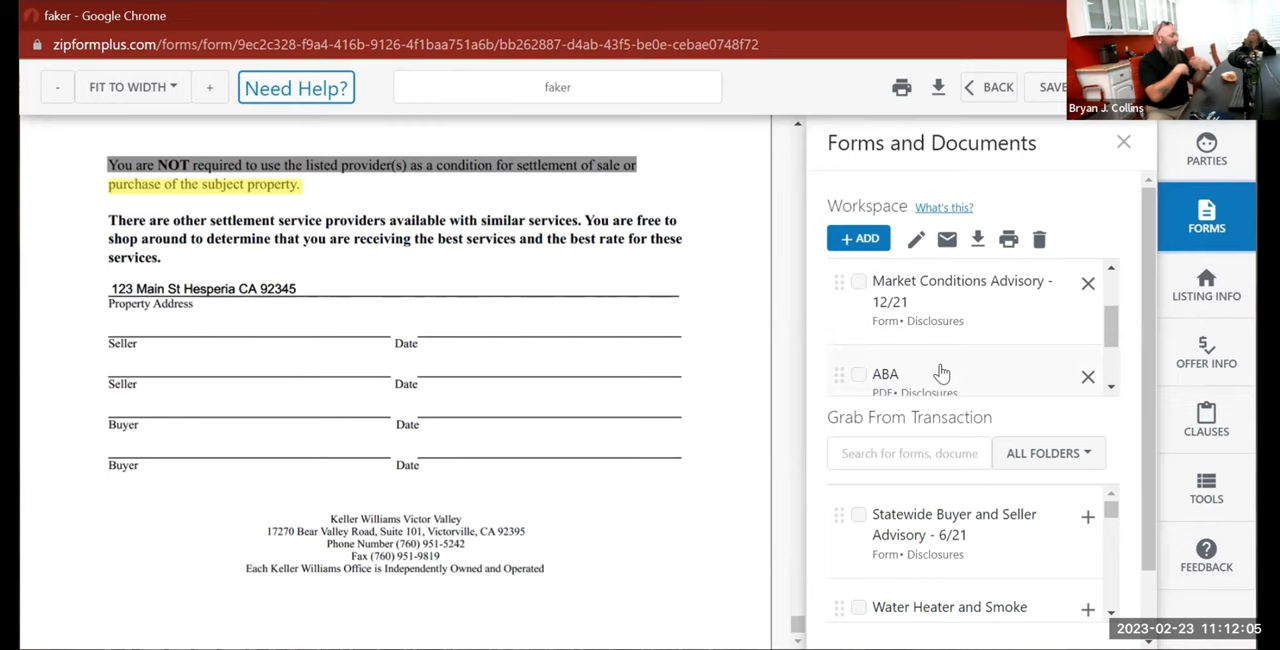 faker - Google Chrome
zipformplus.com/forms/form/9ec2c328-f9a4-416b-9126-4f1baa751a6b/bb262887-d4ab-43f5-be0e-cebae0748f72
- FIT TO WIDTH + Need Help? faker BACK SAVE
Bryan J. Collins
You are NOT required to use the listed provider(s) as a condition for settlement of sale or
purchase of the subject property.
There are other settlement service providers available with similar services. You are free to
shop around to determine that you are receiving the best services and the best rate for these
services.
123 Main St Hesperia CA 92345
Property Address
Seller Date
Seller Date
Buyer Date
Buyer Date
Keller Williams Victor Valley
17270 Bear Valley Road, Suite 101, Victorville, CA 92395
Phone Number (760) 951-5242
Fax (760) 951-9819
Each Keller Williams Office is Independently Owned and Operated
Forms and Documents
Workspace What's this?
+ ADD
Market Conditions Advisory -
12/21
Form• Disclosures
ABA
PDF• Disclosures
Grab From Transaction
Search for forms, docume
ALL FOLDERS
Statewide Buyer and Seller
Advisory - 6/21
Form• Disclosures
Water Heater and Smoke
PARTIES
FORMS
LISTING INFO
OFFER INFO
CLAUSES
TOOLS
FEEDBACK
2023-02-23 11:12:05